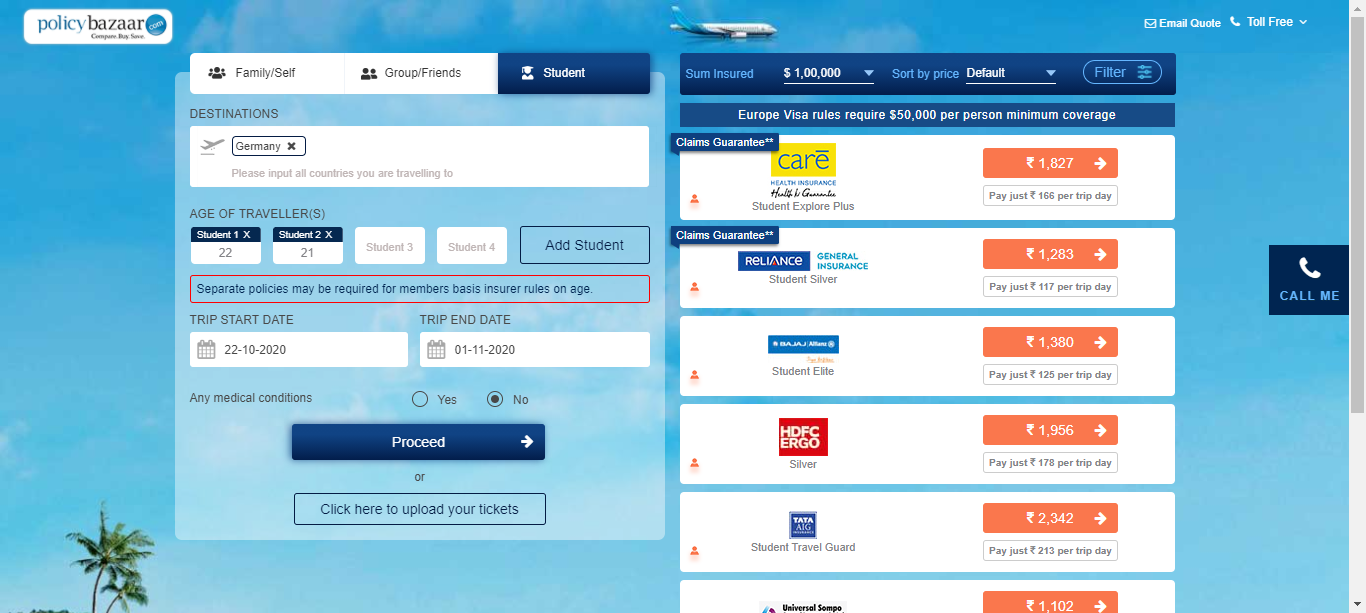 policybazaar.com
Compare. Buy. Save.
Email Quote
Toll Free
Family/Self
Group/Friends
Student
DESTINATIONS
Germany ✖
Please input all countries you are travelling to
AGE OF TRAVELLER(S)
Student 1 X
22
Student 2 X
21
Student 3
Student 4
Add Student
Separate policies may be required for members basis insurer rules on age.
TRIP START DATE
22-10-2020
TRIP END DATE
01-11-2020
Any medical conditions
Yes
No
Proceed
or
Click here to upload your tickets
Sum Insured
$ 1,00,000
Sort by price
Default
Filter
Europe Visa rules require $50,000 per person minimum coverage
Claims Guarantee**
carē
HEALTH INSURANCE
Student Explore Plus
₹ 1,827
Pay just ₹ 166 per trip day
Claims Guarantee**
RELIANCE
GENERAL
INSURANCE
Student Silver
₹ 1,283
Pay just ₹ 117 per trip day
BAJAJ Allianz
Student Elite
₹ 1,380
Pay just ₹ 125 per trip day
HDFC
ERGO
Silver
₹ 1,956
Pay just ₹ 178 per trip day
TATA
AIG
INSURANCE
Student Travel Guard
₹ 2,342
Pay just ₹ 213 per trip day
Universal Sompo
₹ 1,102
CALL ME